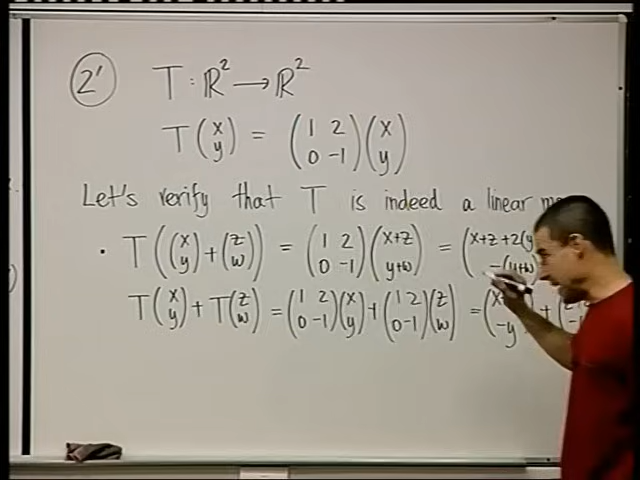 2'
T : ℝ² → ℝ²
T(x y) = (1 2 0 -1)(x y)
Let's verify that T is indeed a linear
• T((x y) + (z w)) = (1 2 0 -1)(x+z y+w) = (x+z+2(y -(y+w)
T(x y) + T(z w) = (1 2 0 -1)(x y) + (1 2 0 -1)(z w) = ( -y +